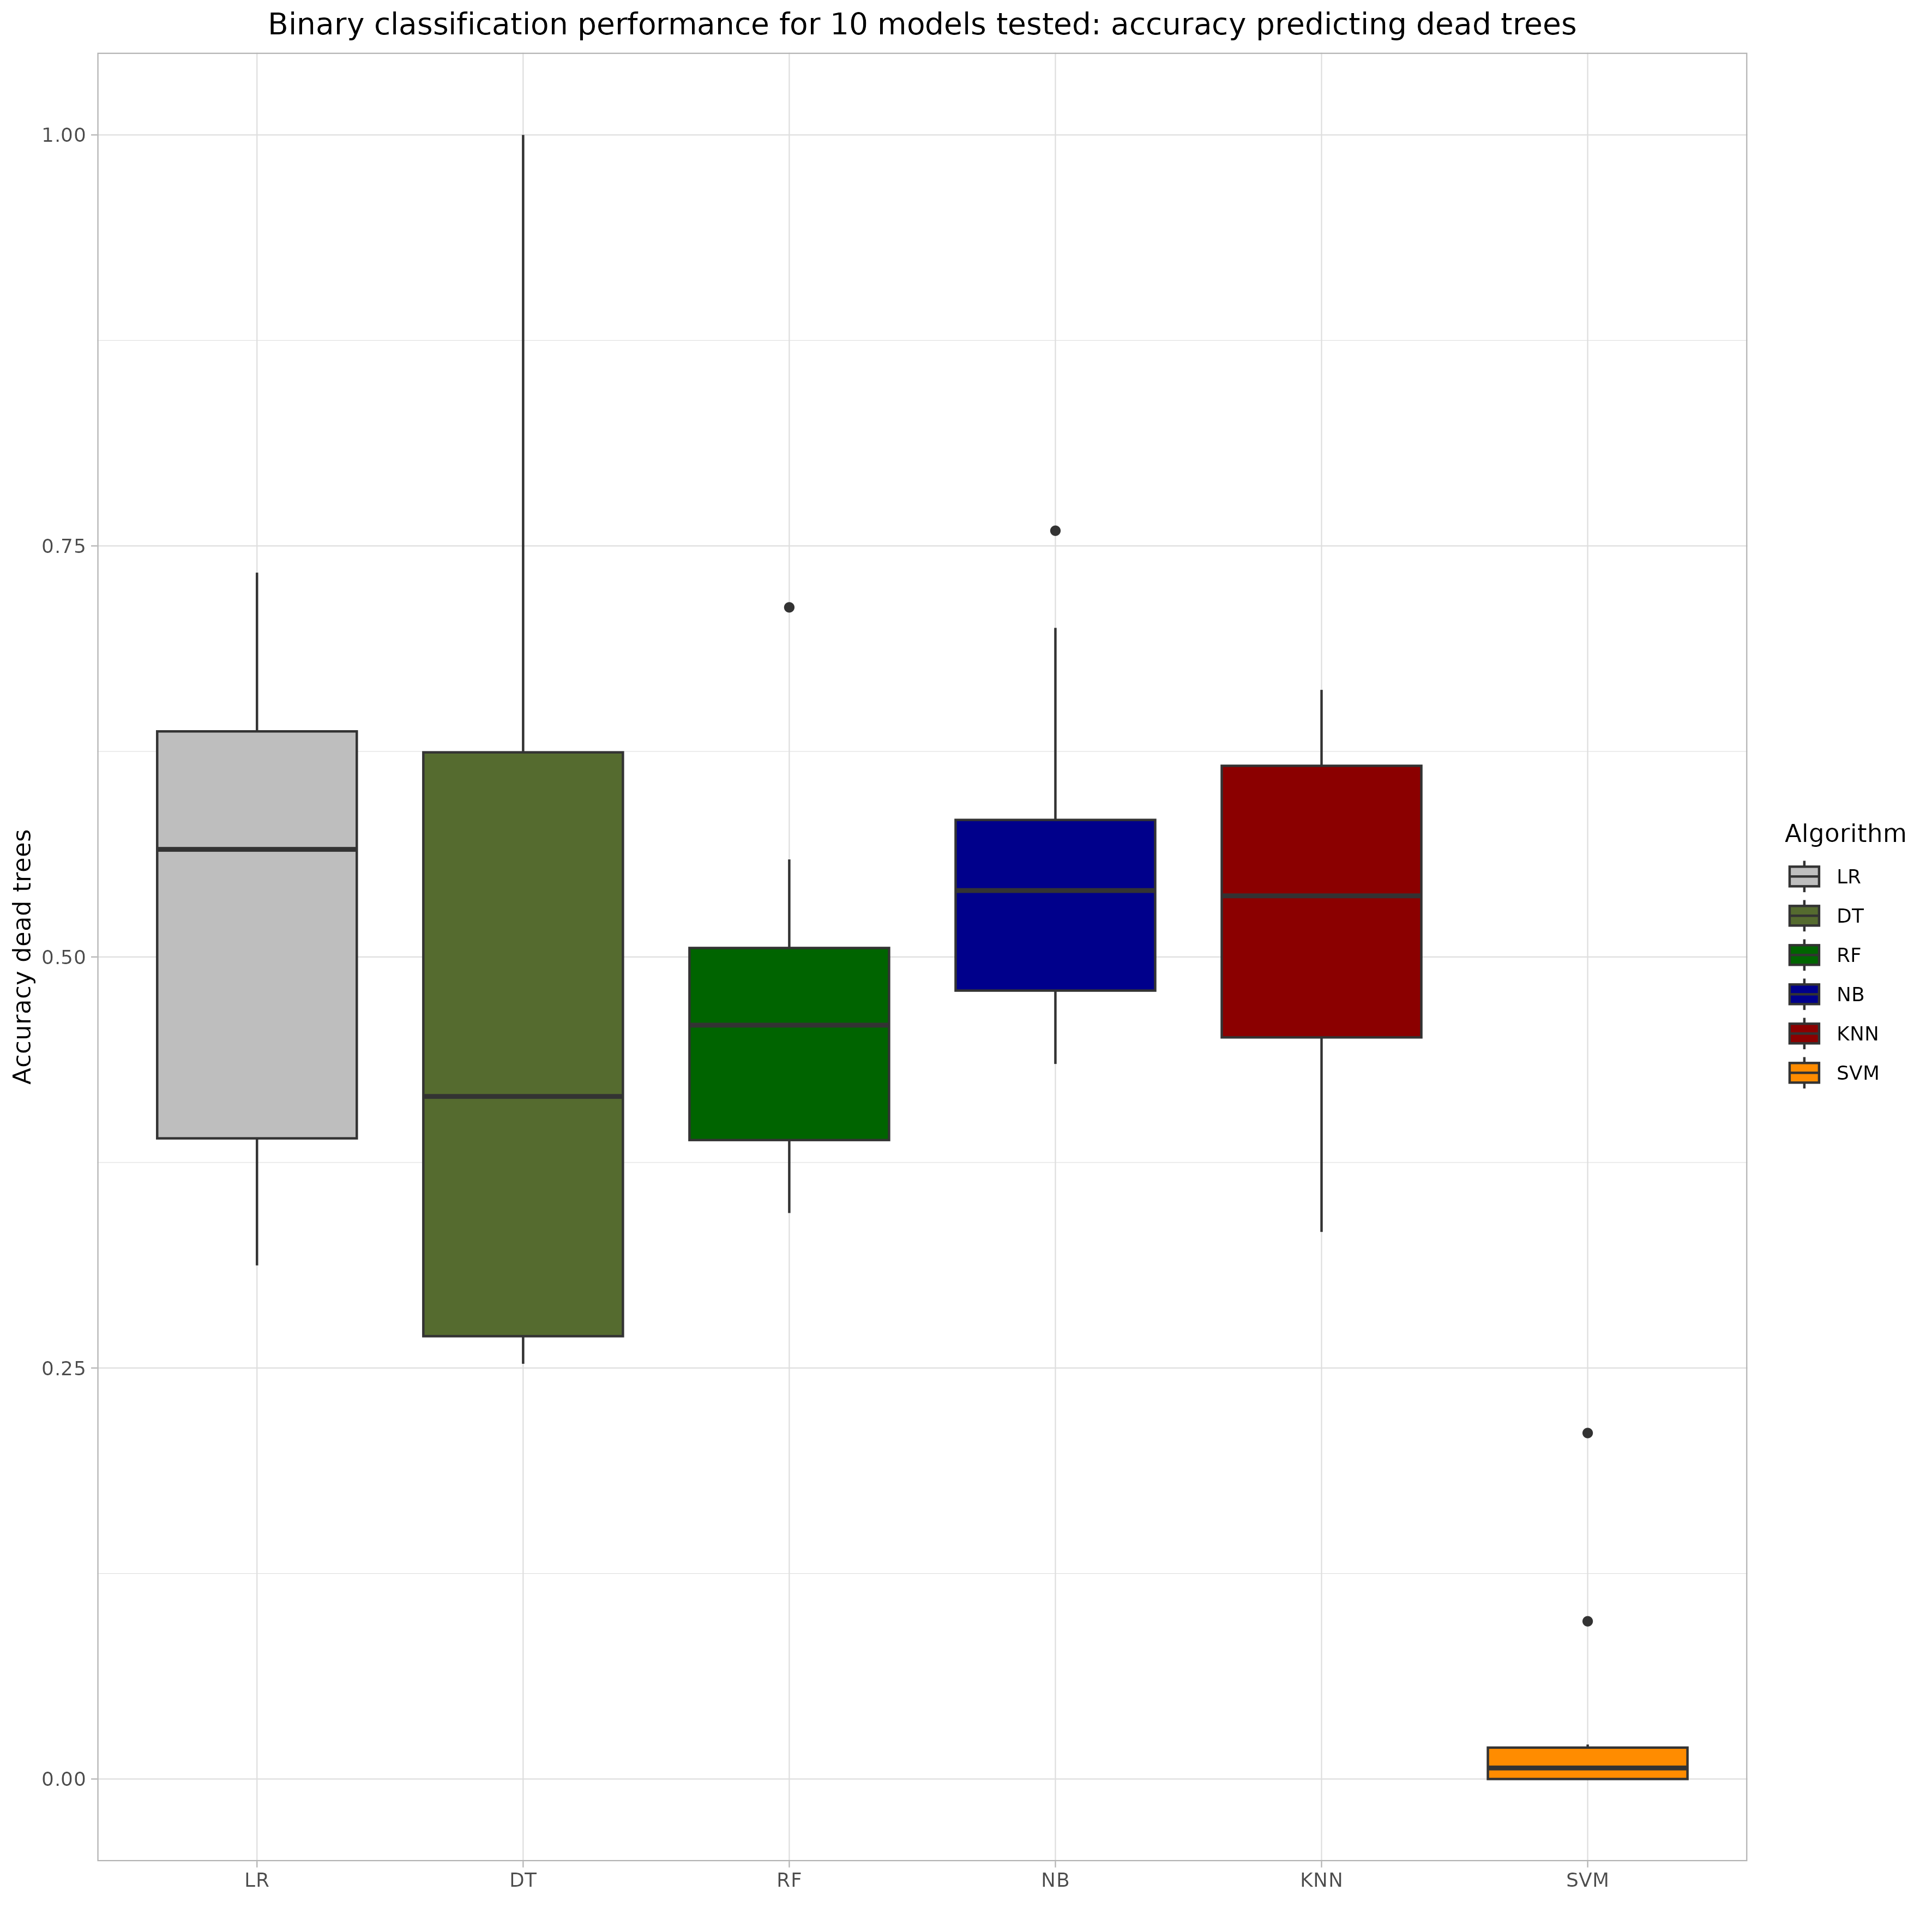 Binary classification performance for 10 models tested: accuracy predicting dead trees
1.00
0.75
0.50
0.25
0.00
Accuracy dead trees
LR
DT
RF
NB
KNN
SVM
Algorithm
LR
DT
RF
NB
KNN
SVM